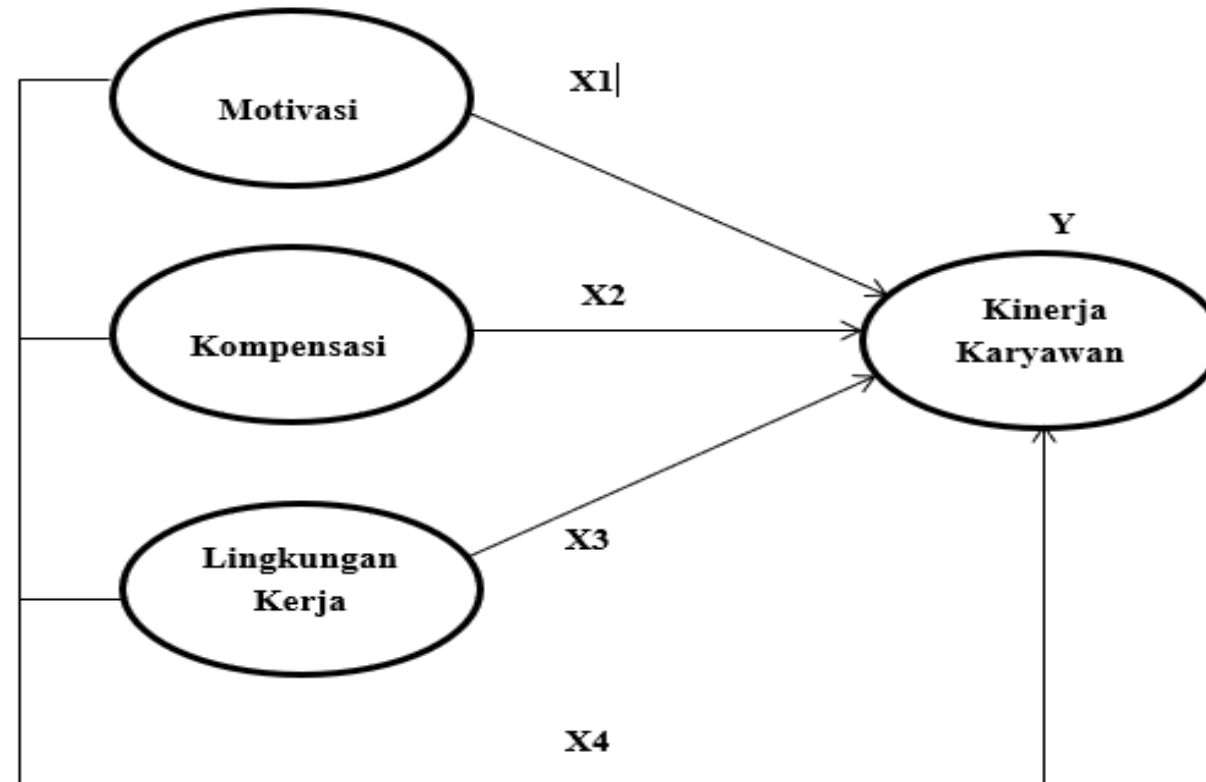 Motivasi
X1
Y
Kompensasi
X2
Kinerja
Karyawan
Lingkungan
Kerja
X3
X4